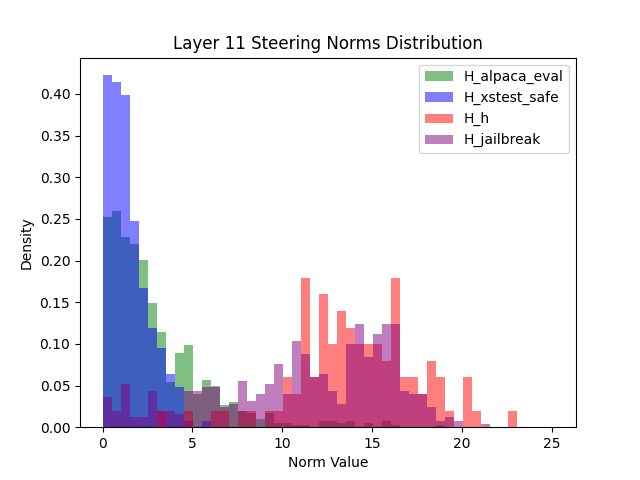 Layer 11 Steering Norms Distribution
H_alpaca_eval
H_xstest_safe
H_h
H_jailbreak
Density
0.40
0.35
0.30
0.25
0.20
0.15
0.10
0.05
0.00
0 5 10 15 20 25
Norm Value